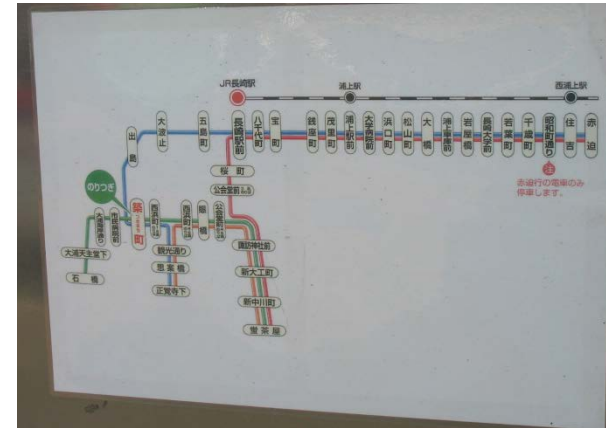 JR長崎駅
浦上駅
西浦上駅
出島
大波止
五島町
長崎駅前
八千代町
宝町
銭座町
茂里町
浦上駅前
大学病院前
浜口町
松山町
大橋
浦上車庫前
岩屋橋
長崎大学前
若葉町
千歳町
昭和町通り
住吉
赤迫
注
赤迫行の電車のみ
停車します。
桜町
公会堂前
のりつぎ
築町
西浜町
西浜町
賑橋
公会堂前
市民病院前
大浦海岸通り
大浦天主堂下
石橋
観光通り
思案橋
正覚寺下
諏訪神社前
新大工町
新中川町
蛍茶屋